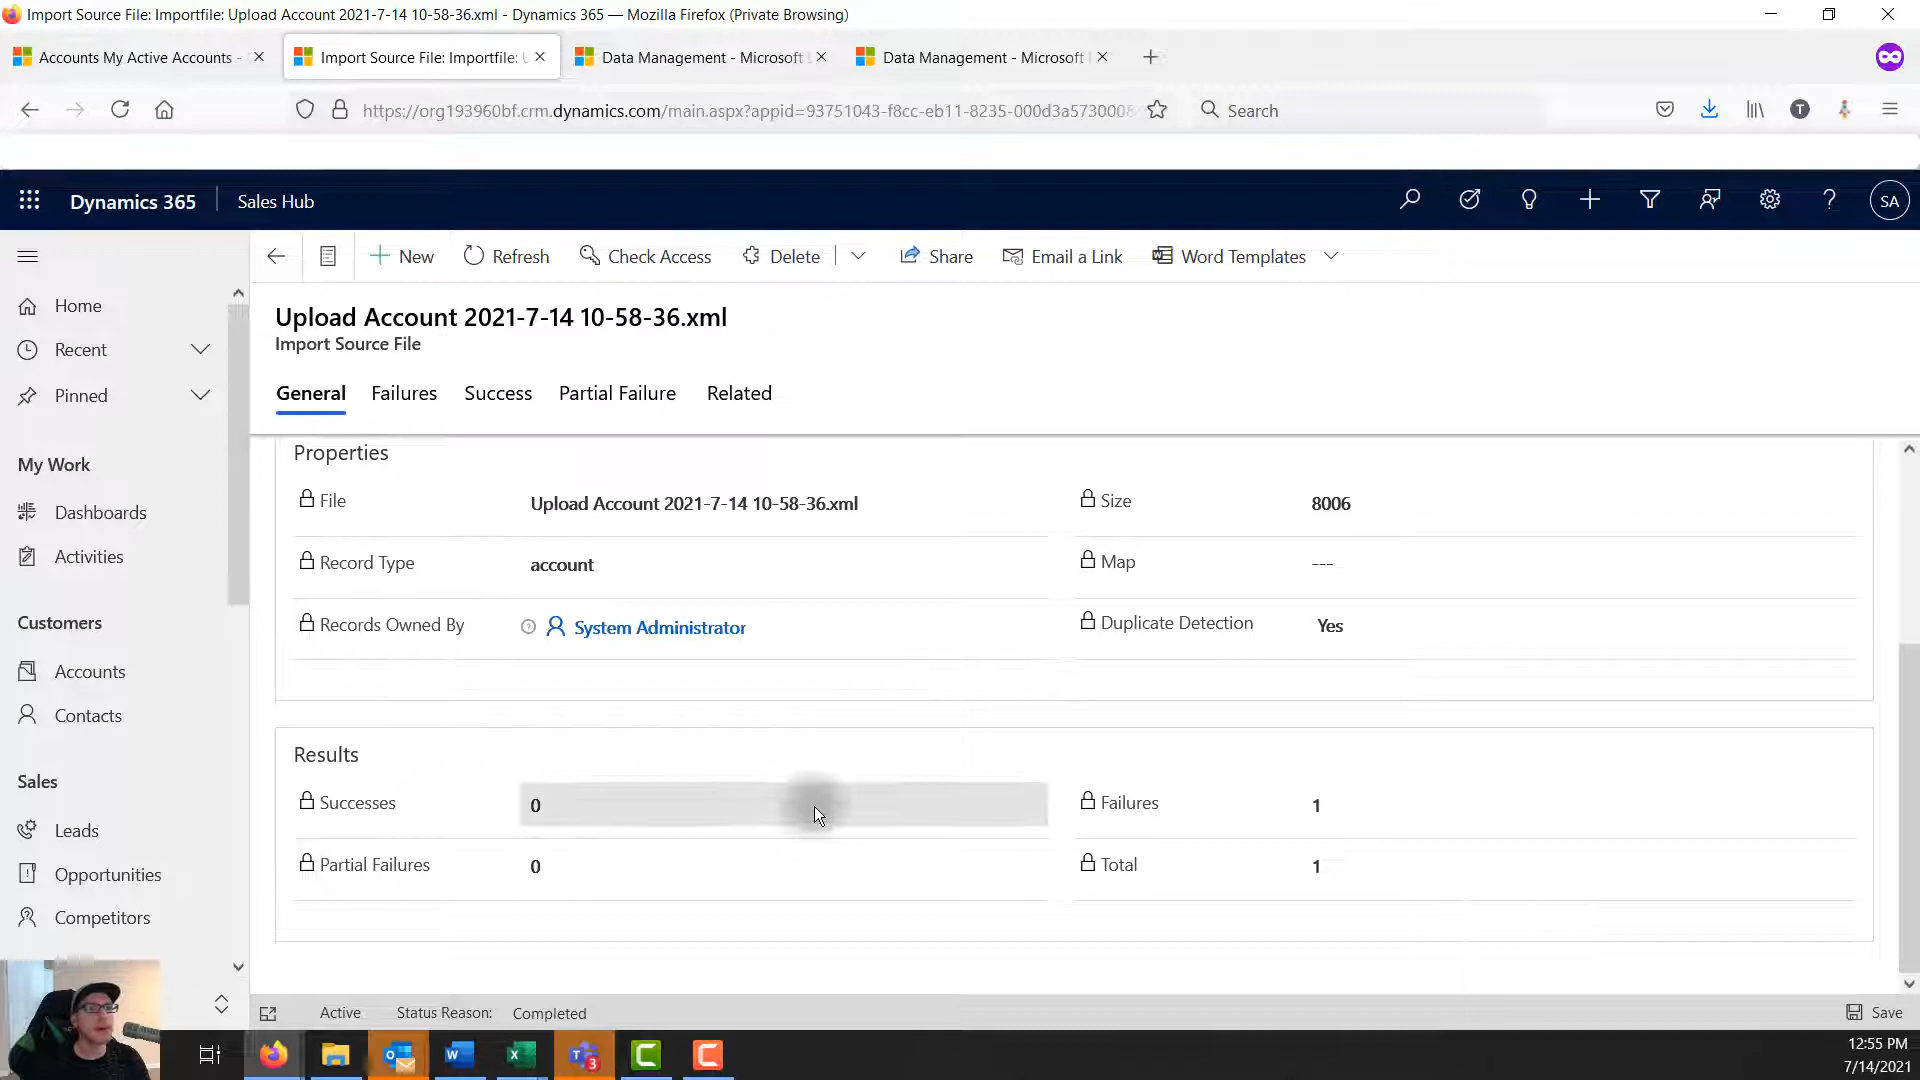 Import Source File: Importfile: Upload Account 2021-7-14 10-58-36.xml - Dynamics 365 — Mozilla Firefox (Private Browsing)
Accounts My Active Accounts -
Import Source File: Importfile:
Data Management - Microsoft
Data Management - Microsoft
https://org193960bf.crm.dynamics.com/main.aspx?appid=93751043-f8cc-eb11-8235-000d3a5730008
Search
T
Dynamics 365
Sales Hub
SA
New
Refresh
Check Access
Delete
Share
Email a Link
Word Templates
Upload Account 2021-7-14 10-58-36.xml
Import Source File
General
Failures
Success
Partial Failure
Related
Home
Recent
Pinned
My Work
Dashboards
Activities
Customers
Accounts
Contacts
Sales
Leads
Opportunities
Competitors
Properties
File
Upload Account 2021-7-14 10-58-36.xml
Size
8006
Record Type
account
Map
---
Records Owned By
System Administrator
Duplicate Detection
Yes
Results
Successes
0
Failures
1
Partial Failures
0
Total
1
Active
Status Reason:
Completed
Save
3
12:55 PM
7/14/2021